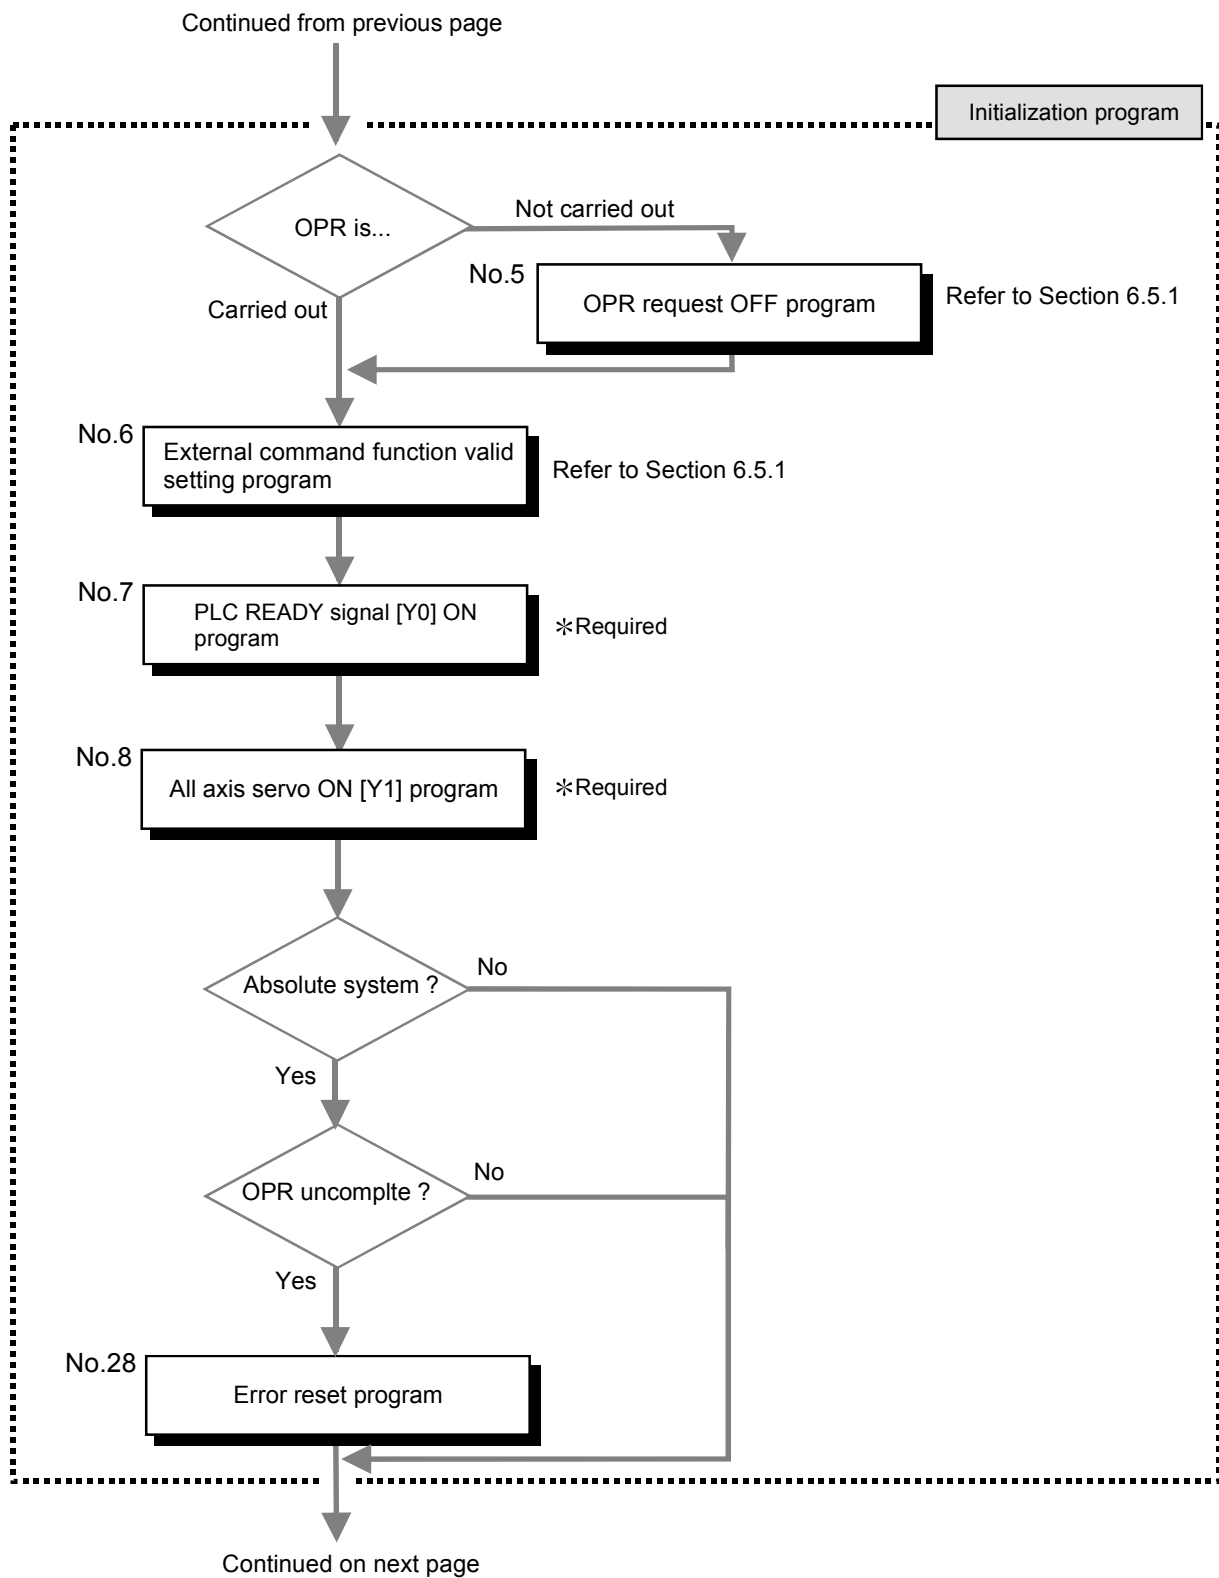 Continued from previous page
Initialization program
OPR is...
Not carried out
No.5
OPR request OFF program
Refer to Section 6.5.1
Carried out
No.6
External command function valid
setting program
Refer to Section 6.5.1
No.7
PLC READY signal [Y0] ON
program
*Required
No.8
All axis servo ON [Y1] program
*Required
Absolute system ?
No
Yes
OPR uncomplte ?
No
Yes
No.28
Error reset program
Continued on next page